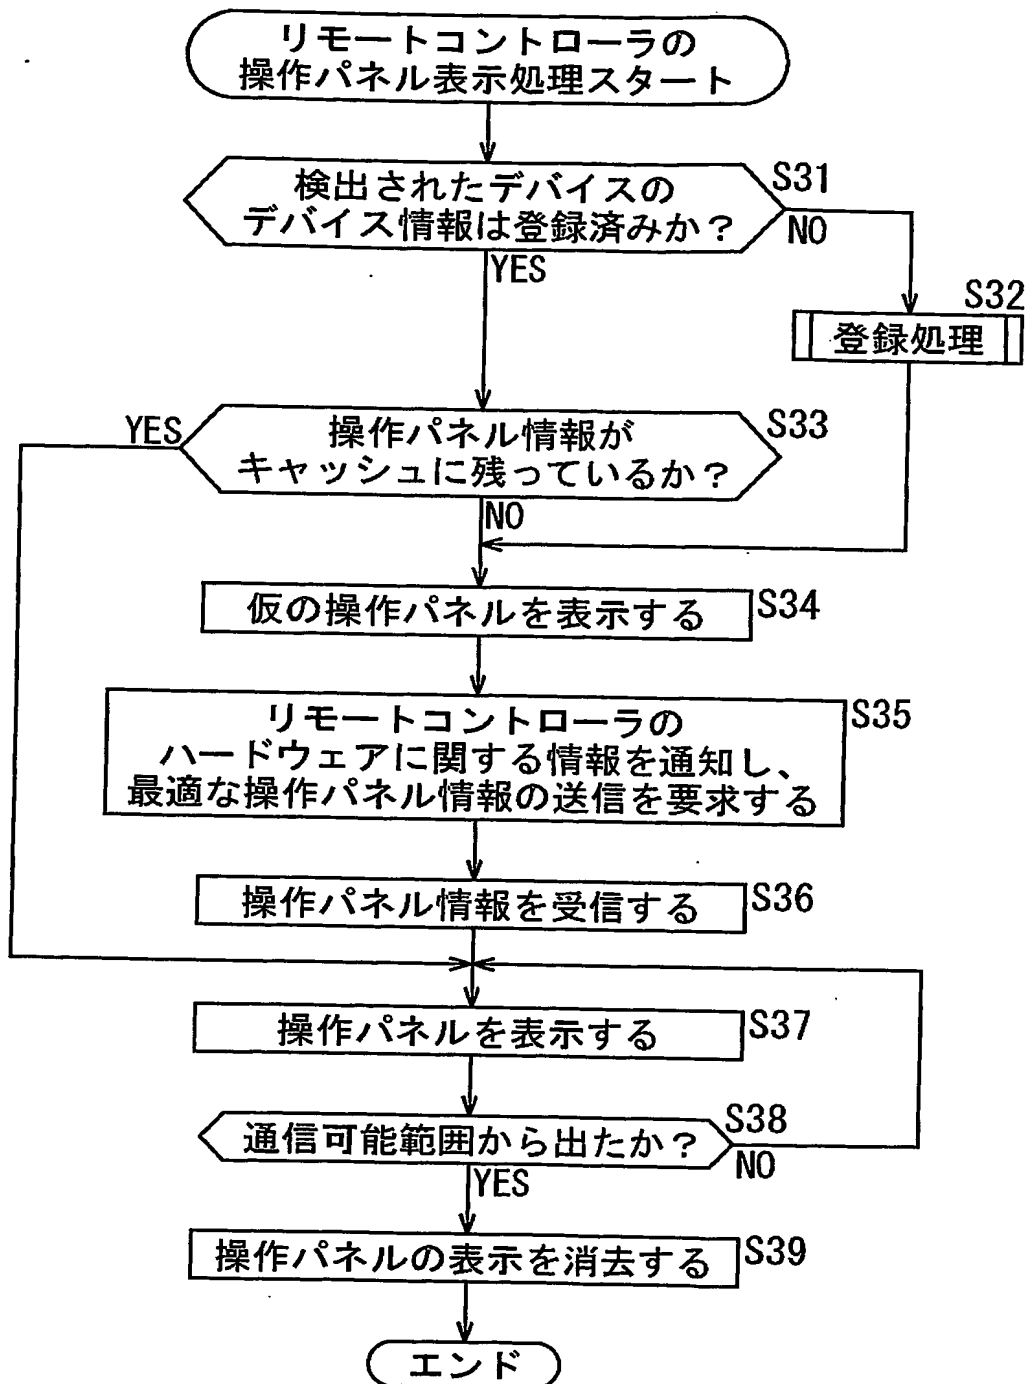 リモートコントローラの
操作パネル表示処理スタート
検出されたデバイスの
デバイス情報は登録済みか？
S31
NO
YES
S32
登録処理
YES
操作パネル情報が
キャッシュに残っているか？
S33
NO
仮の操作パネルを表示する
S34
リモートコントローラの
ハードウェアに関する情報を通知し、
最適な操作パネル情報の送信を要求する
S35
操作パネル情報を受信する
S36
操作パネルを表示する
S37
通信可能範囲から出たか？
S38
NO
YES
操作パネルの表示を消去する
S39
エンド